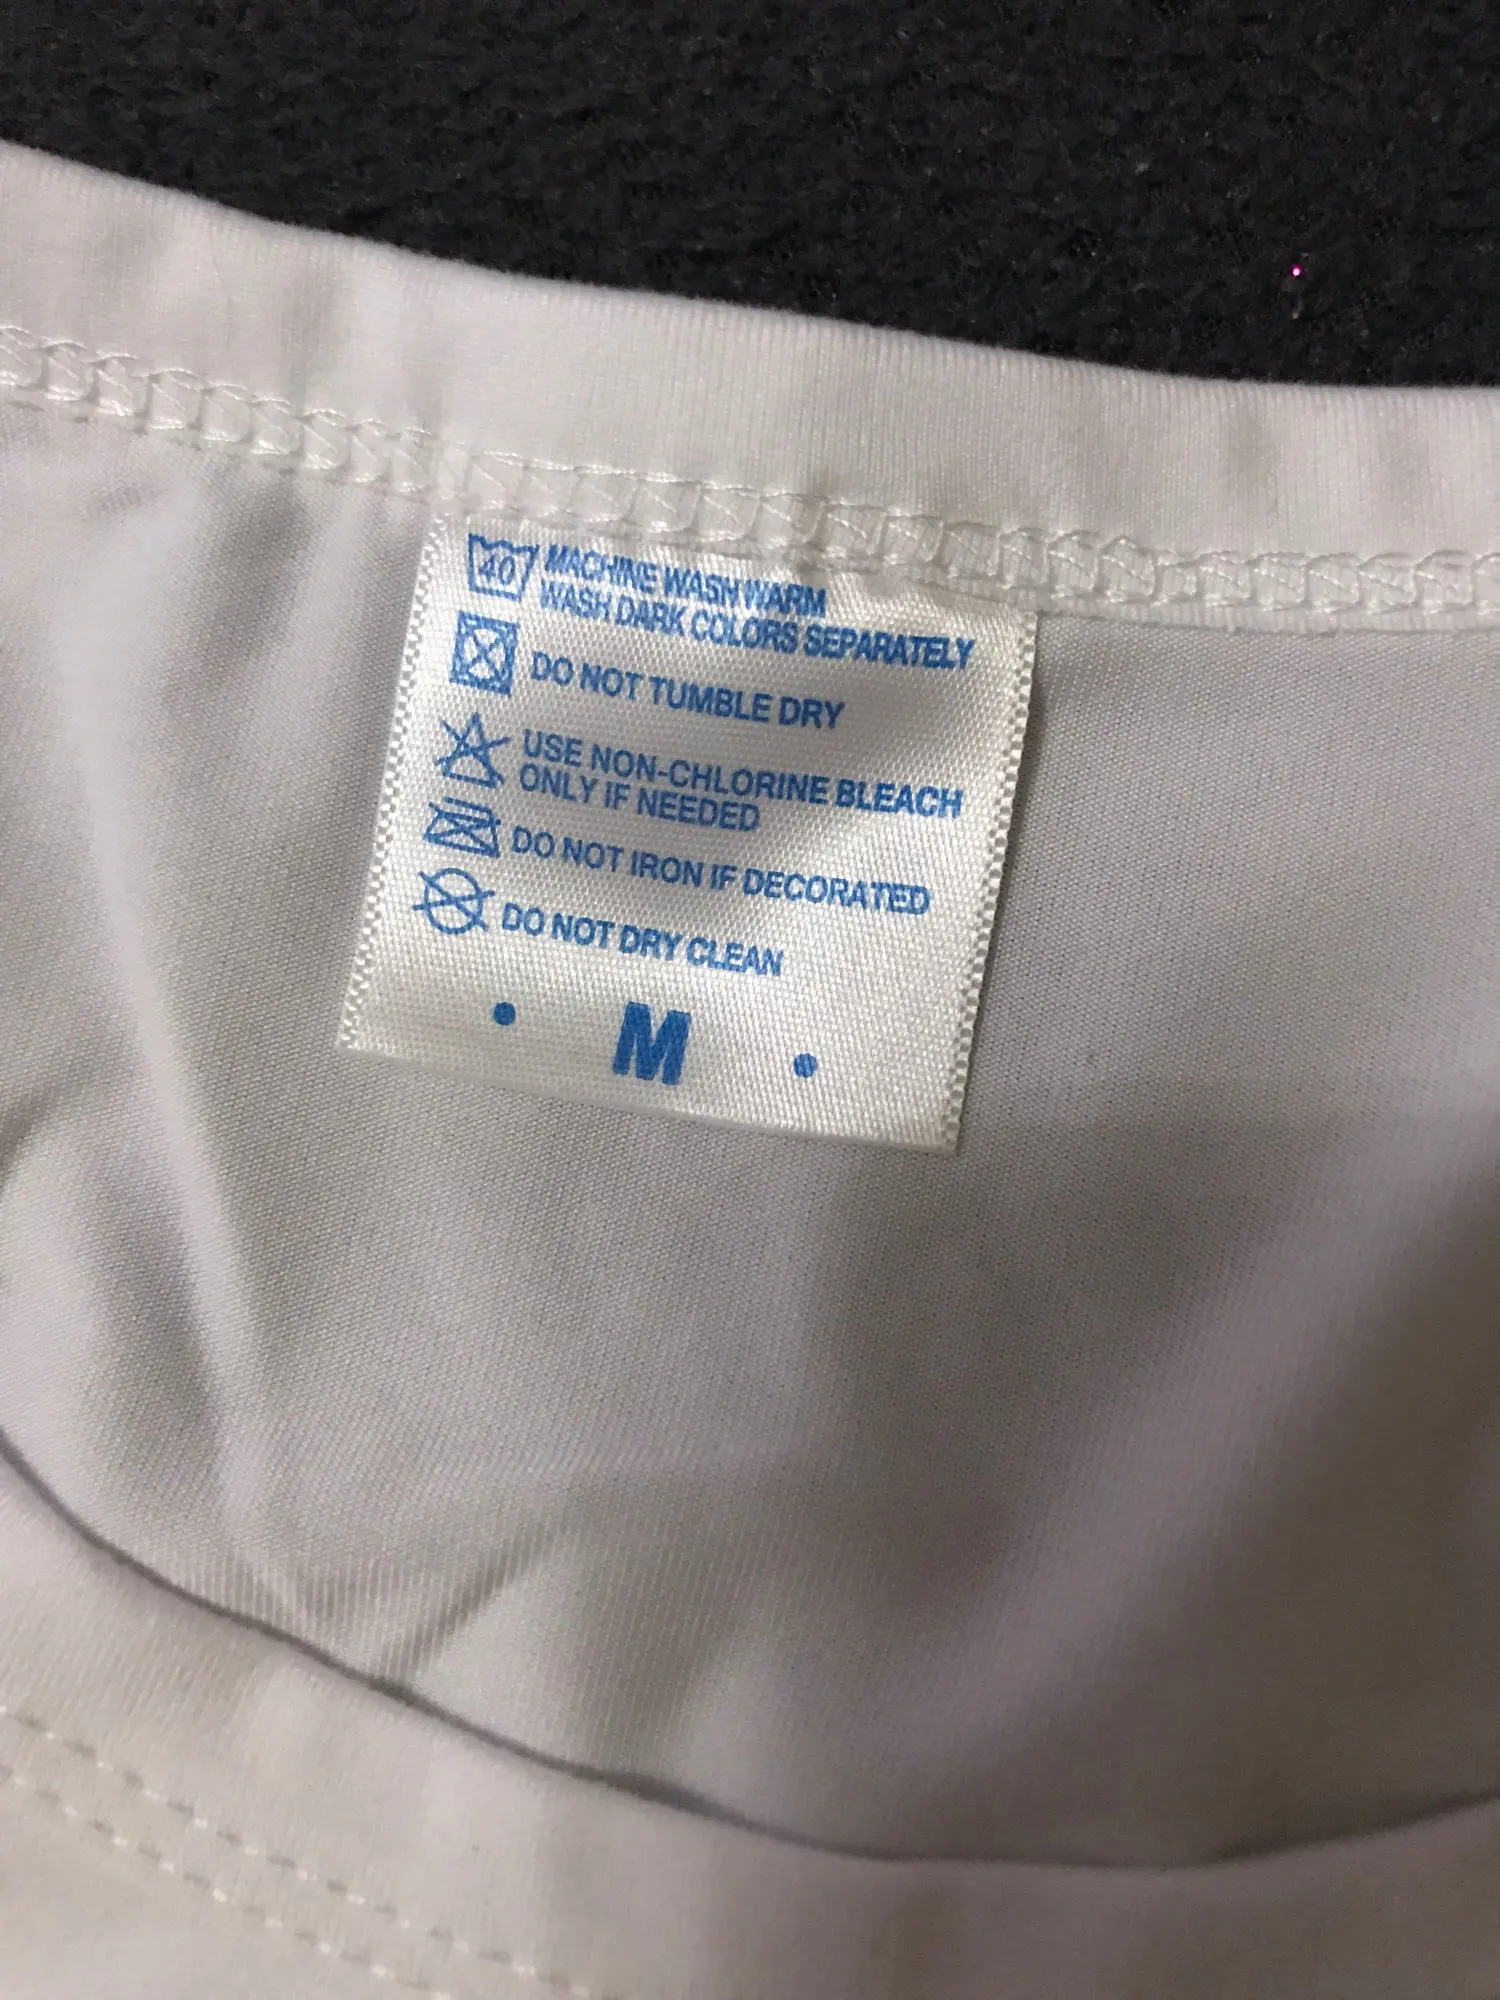 40 MACHINE WASH WARM
WASH DARK COLORS SEPARATELY
DO NOT TUMBLE DRY
USE NON-CHLORINE BLEACH
ONLY IF NEEDED
DO NOT IRON IF DECORATED
DO NOT DRY CLEAN
• M •